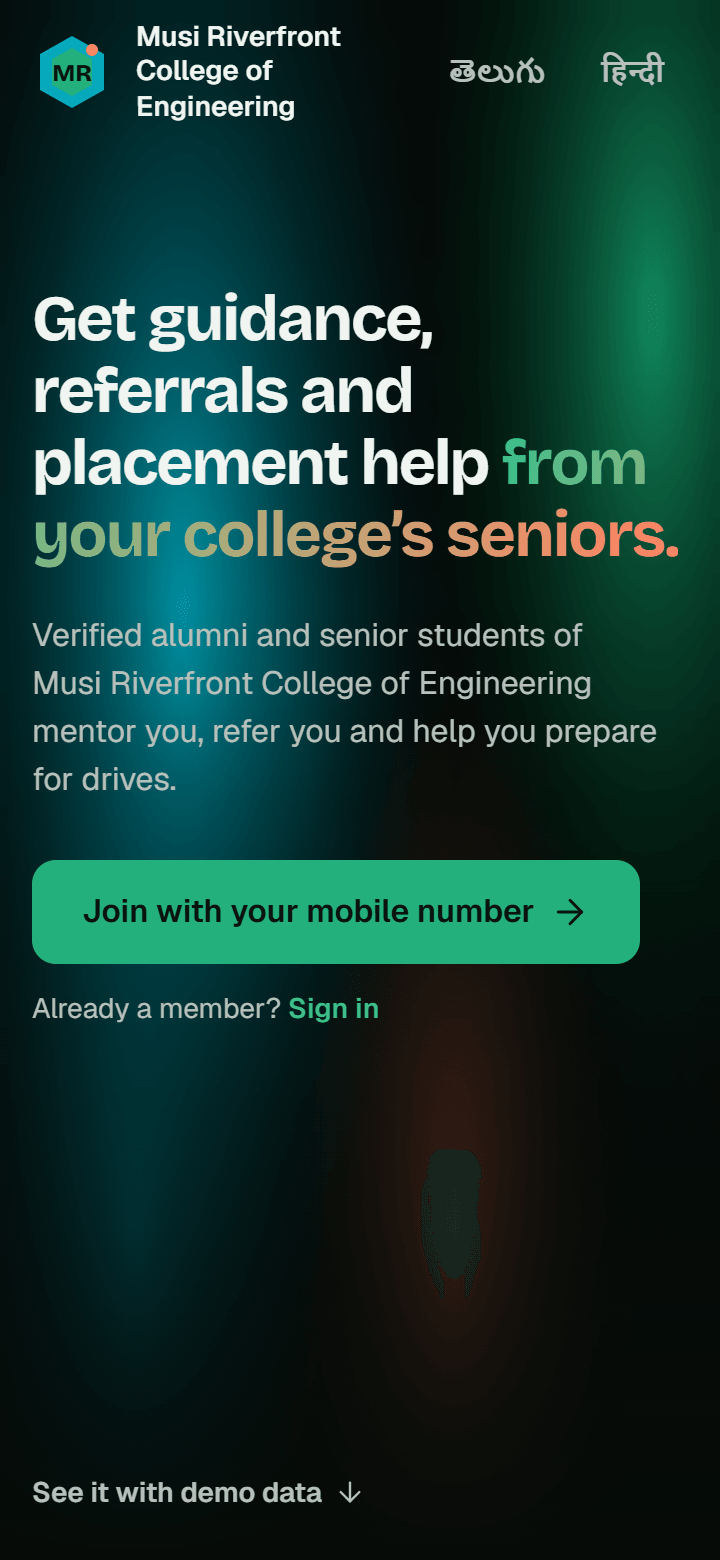 MR
Musi Riverfront
College of
Engineering
తెలుగు
हिन्दी
Get guidance,
referrals and
placement help from
your college’s seniors.
Verified alumni and senior students of
Musi Riverfront College of Engineering
mentor you, refer you and help you prepare
for drives.
Join with your mobile number →
Already a member? Sign in
See it with demo data ↓